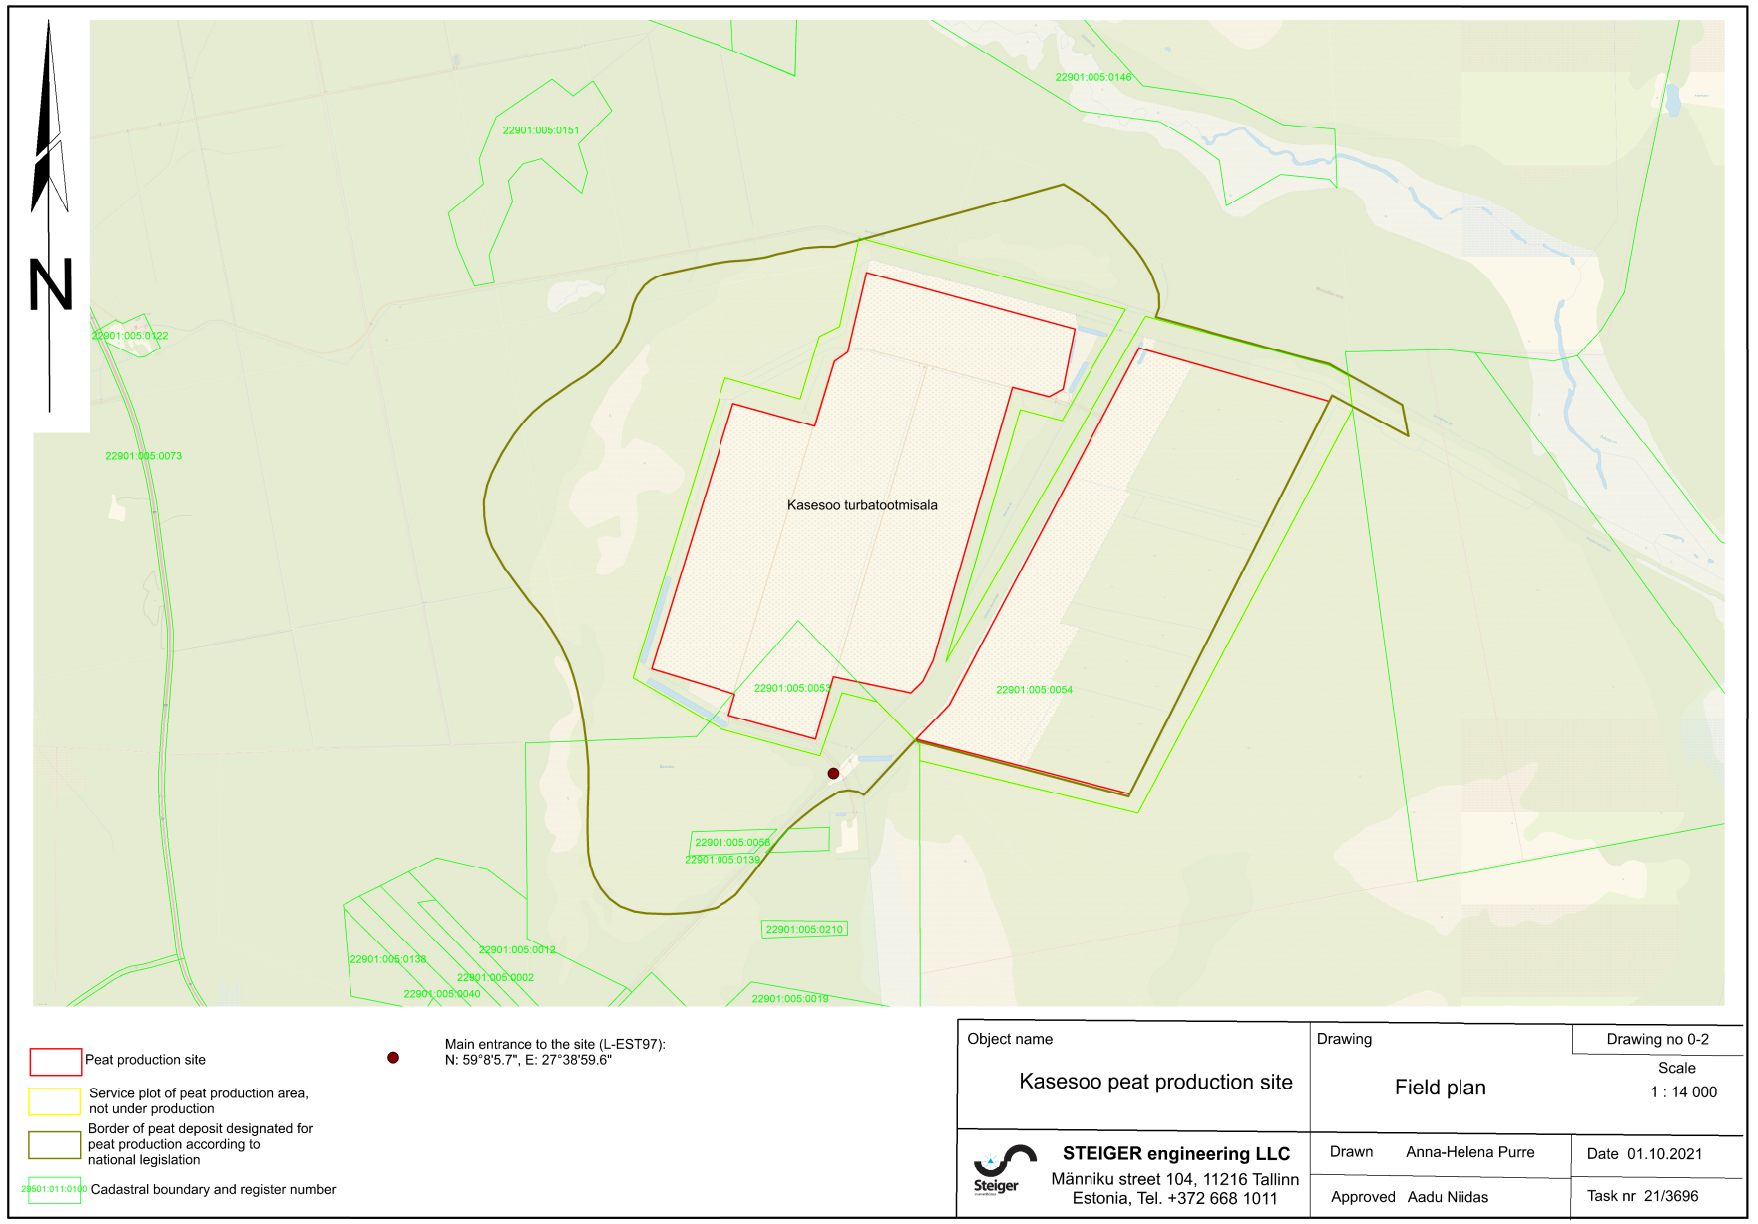 N
22901:005:0146
22901:005:0151
22901:005:0122
22901:005:0073
Kasesoo turbatootmisala
22901:005:0053
22901:005:0054
22901:005:0058
22901:005:0139
22901:005:0210
22901:005:0012
22901:005:0138
22901:005:0002
22901:005:0040
22901:005:0019
Peat production site
Service plot of peat production area,
not under production
Border of peat deposit designated for
peat production according to
national legislation
29501:011:0100 Cadastral boundary and register number
Main entrance to the site (L-EST97):
N: 59°8'5.7", E: 27°38'59.6"
Object name
Kasesoo peat production site
Drawing
Field plan
Drawing no 0-2
Scale
1 : 14 000
Steiger
STEIGER engineering LLC
Männiku street 104, 11216 Tallinn
Estonia, Tel. +372 668 1011
Drawn Anna-Helena Purre
Approved Aadu Niidas
Date 01.10.2021
Task nr 21/3696